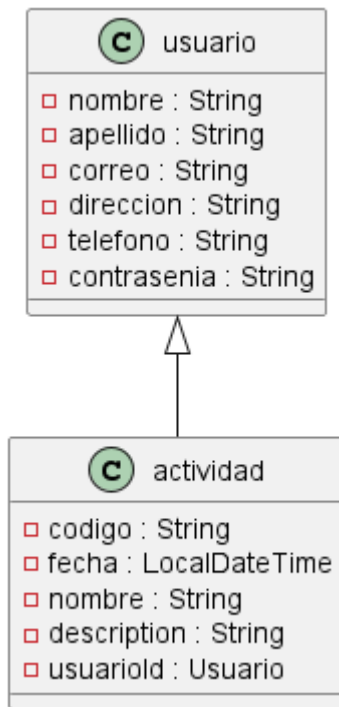 C usuario
nombre : String
apellido : String
correo : String
direccion : String
telefono : String
contrasenia : String
C actividad
codigo : String
fecha : LocalDateTime
nombre : String
description : String
usuarioId : Usuario